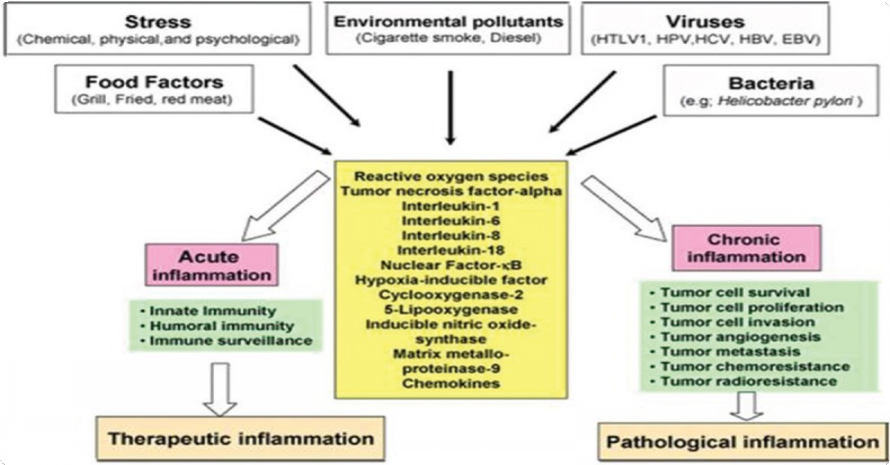 Stress
(Chemical, physical,and psychological)
Environmental pollutants
(Cigarette smoke, Diesel)
Viruses
(HTLV1, HPV,HCV, HBV, EBV)
Food Factors
(Grill, Fried, red meat)
Bacteria
(e.g; Helicobacter pylori )
Reactive oxygen species
Tumor necrosis factor-alpha
Interleukin-1
Interleukin-6
Interleukin-8
Interleukin-18
Nuclear Factor-κB
Hypoxia-inducible factor
Cyclooxygenase-2
5-Lipooxygenase
Inducible nitric oxide-
synthase
Matrix metallo-
proteinase-9
Chemokines
Acute
inflammation
• Innate Immunity
• Humoral immunity
• Immune surveillance
Therapeutic inflammation
Chronic
inflammation
• Tumor cell survival
• Tumor cell proliferation
• Tumor cell invasion
• Tumor angiogenesis
• Tumor metastasis
• Tumor chemoresistance
• Tumor radioresistance
Pathological inflammation